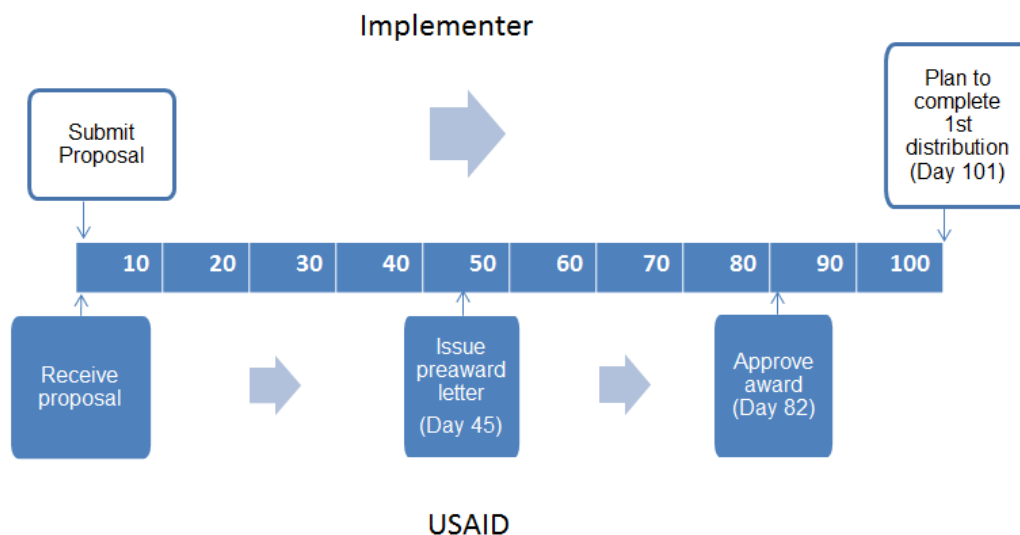 Implementer
Submit
Proposal
Plan to
complete
1st
distribution
(Day 101)
10 20 30 40 50 60 70 80 90 100
Receive
proposal
Issue
preaward
letter
(Day 45)
Approve
award
(Day 82)
USAID